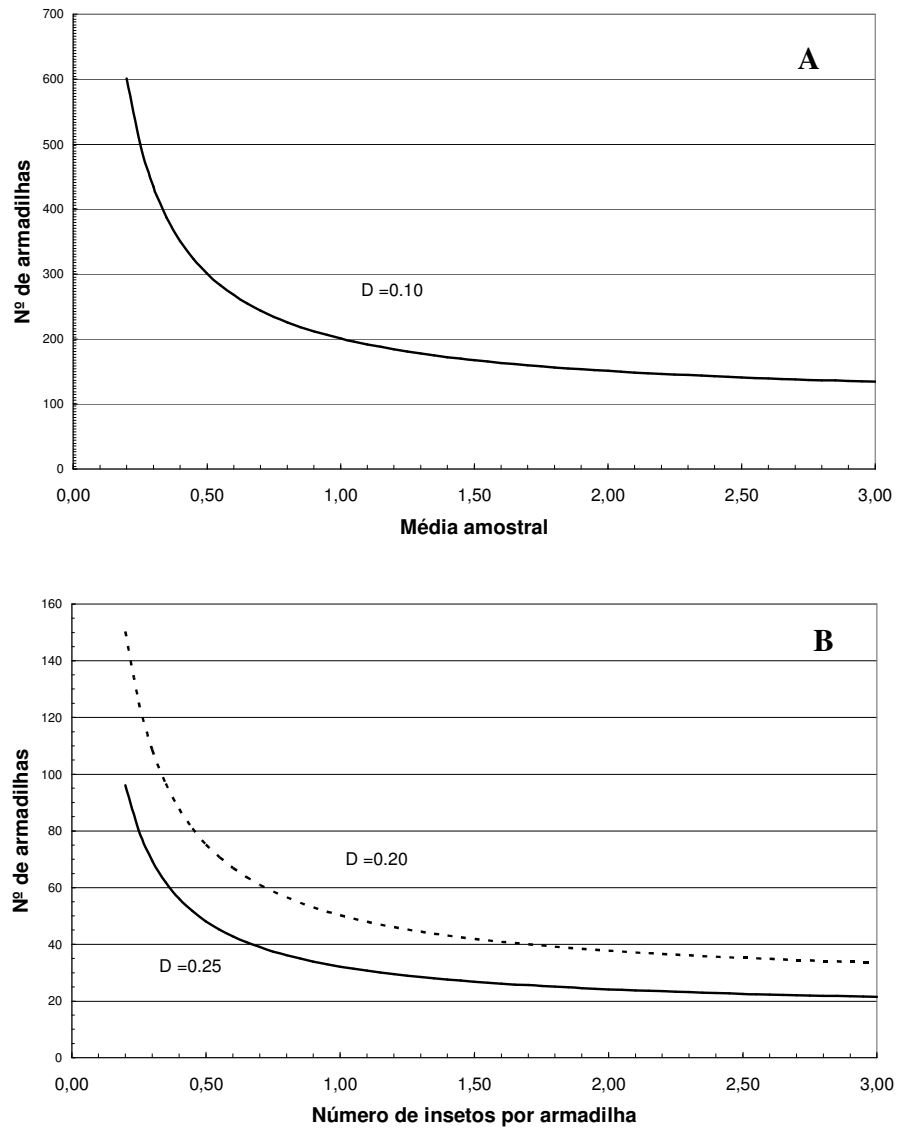 700
A
600
500
400
Nº de armadilhas
300
D =0.10
200
100
0
0,00 0,50 1,00 1,50 2,00 2,50 3,00
Média amostral
160
B
140
120
100
Nº de armadilhas
80
D =0.20
60
40
D =0.25
20
0
0,00 0,50 1,00 1,50 2,00 2,50 3,00
Número de insetos por armadilha